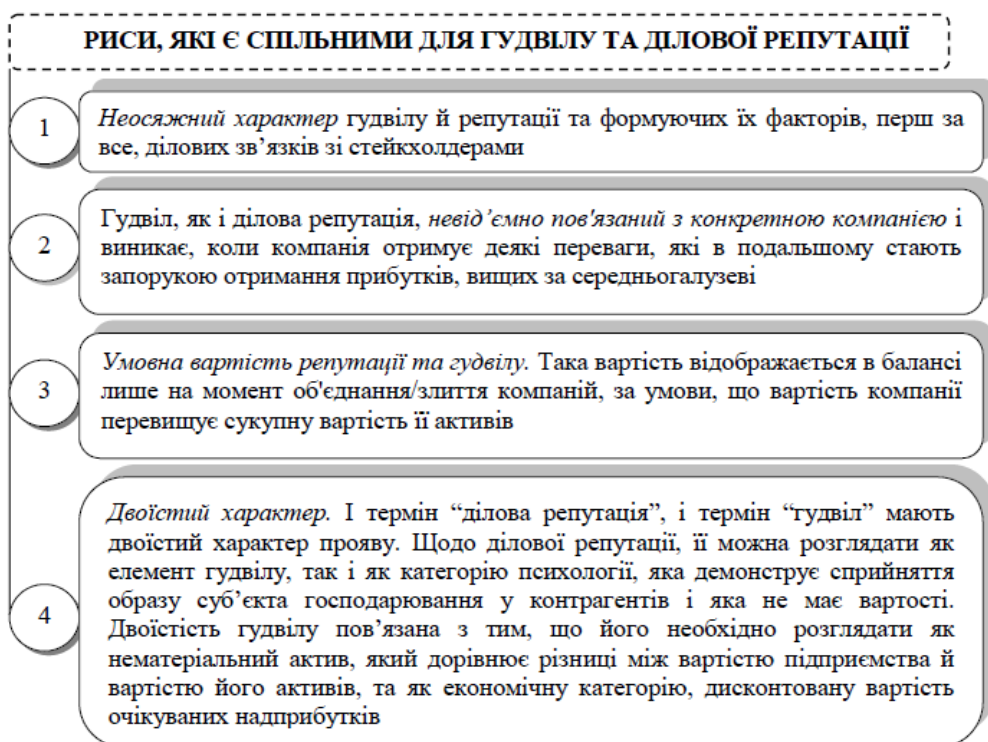 РИСИ, ЯКІ Є СПІЛЬНИМИ ДЛЯ ГУДВІЛУ ТА ДІЛОВОЇ РЕПУТАЦІЇ
1
Неосяжний характер гудвілу й репутації та формуючих їх факторів, перш за
все, ділових зв’язків зі стейкхолдерами
2
Гудвіл, як і ділова репутація, невід’ємно пов'язаний з конкретною компанією і
виникає, коли компанія отримує деякі переваги, які в подальшому стають
запорукою отримання прибутків, вищих за середньогалузеві
3
Умовна вартість репутації та гудвілу. Така вартість відображається в балансі
лише на момент об'єднання/злиття компаній, за умови, що вартість компанії
перевищує сукупну вартість її активів
4
Двоїстий характер. І термін “ділова репутація”, і термін “гудвіл” мають
двоїстий характер прояву. Щодо ділової репутації, її можна розглядати як
елемент гудвілу, так і як категорію психології, яка демонструє сприйняття
образу суб’єкта господарювання у контрагентів і яка не має вартості.
Двоїстість гудвілу пов’язана з тим, що його необхідно розглядати як
нематеріальний актив, який дорівнює різниці між вартістю підприємства й
вартістю його активів, та як економічну категорію, дисконтовану вартість
очікуваних надприбутків